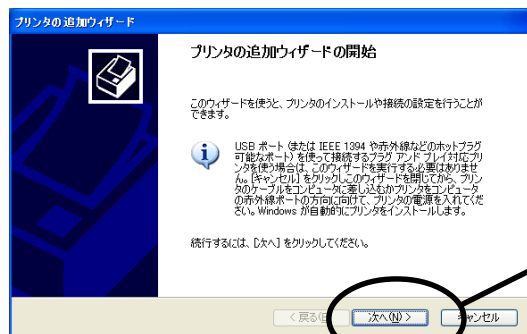 プリンタの追加ウィザード
プリンタの追加ウィザードの開始
このウィザードを使うと、プリンタのインストールや接続の設定を行うことが
できます。
USB ポート (または IEEE 1394 や赤外線などのホットプラグ
可能なポート) を使って接続するプラグ アンド プレイ対応プリ
ンタを使う場合は、このウィザードを実行する必要はありませ
ん。[キャンセル] をクリックしこのウィザードを閉じてから、プリン
タのケーブルをコンピュータに差し込むかプリンタをコンピュータ
の赤外線ポートの方向に向けて、プリンタの電源を入れてくだ
さい。Windows が自動的にプリンタをインストールします。
続行するには、[次へ] をクリックしてください。
< 戻る(B 次へ(N) > キャンセル